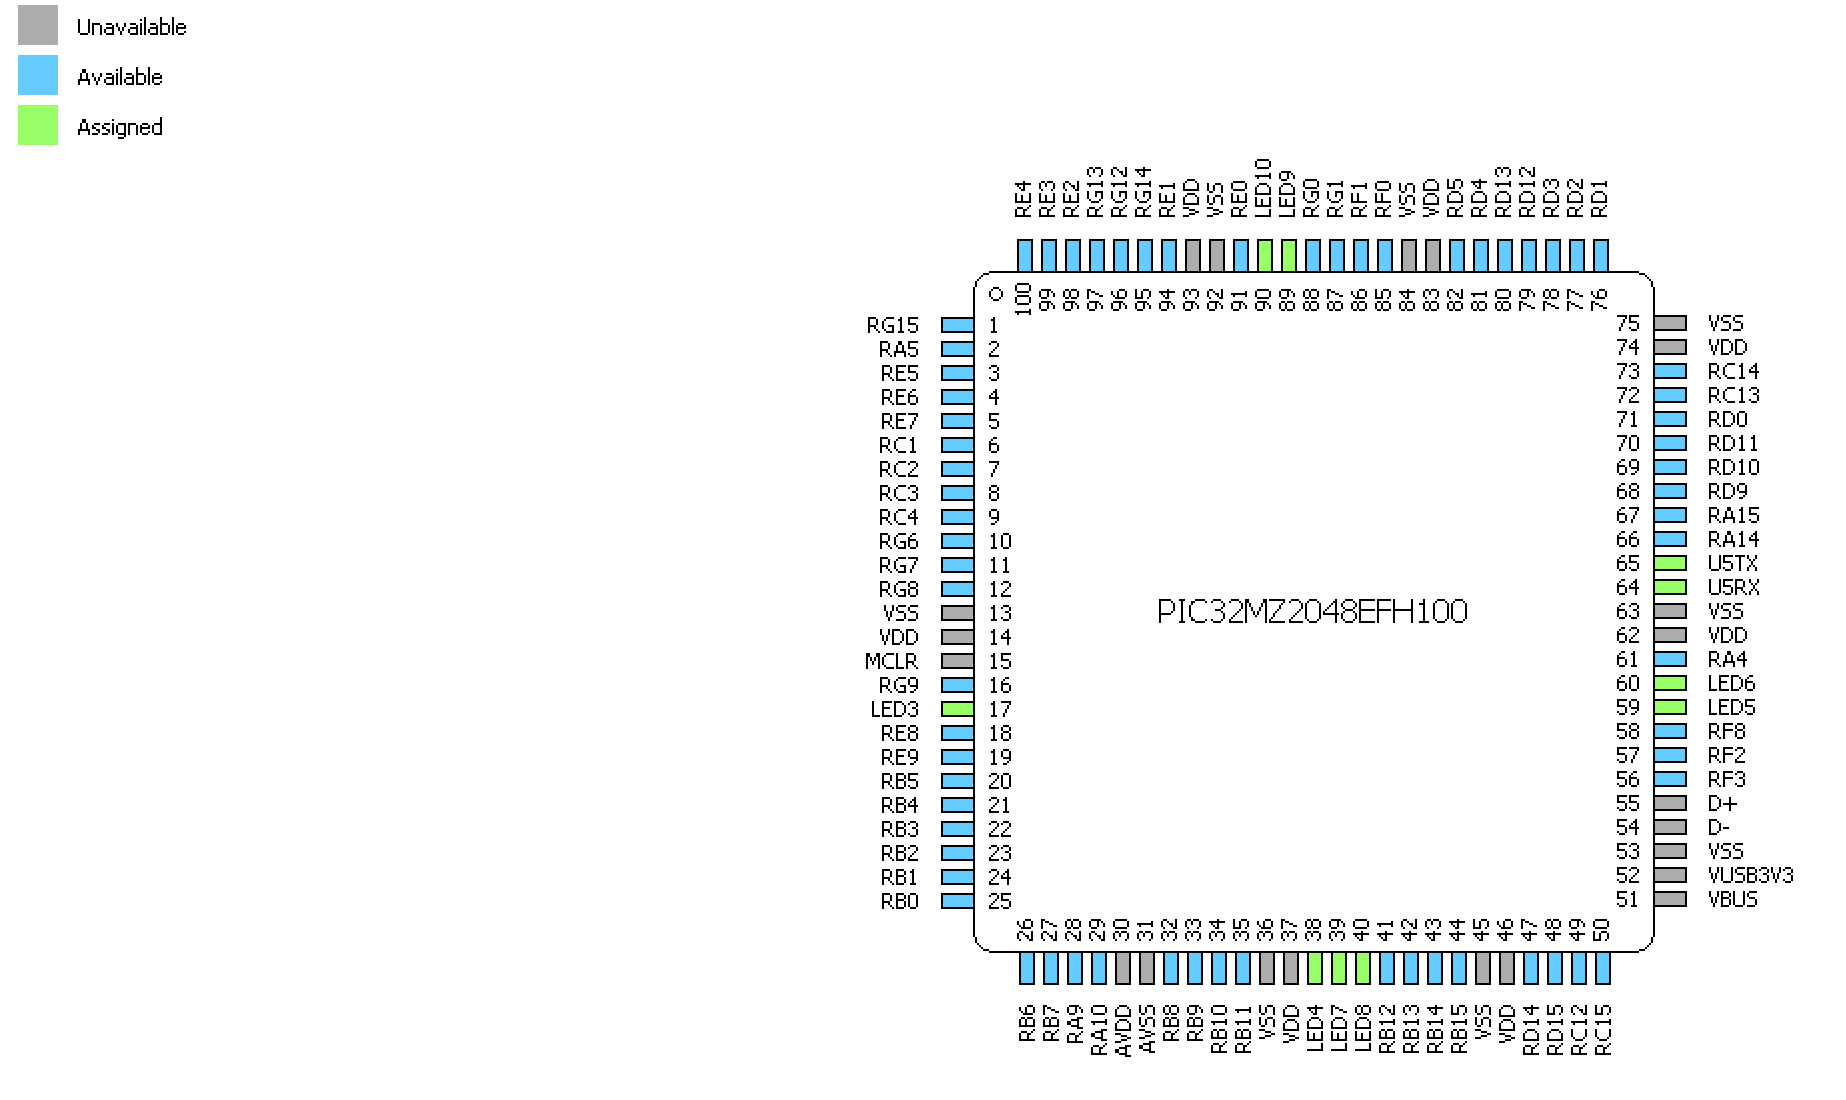 Unavailable
Available
Assigned
RE4 RE3 RE2 RG13 RG12 RG14 RE1 VDD VSS RE0 LED10 LED9 RG0 RG1 RF1 RF0 VSS VDD RD5 RD4 RD13 RD12 RD3 RD2 RD1
100 99 98 97 96 95 94 93 92 91 90 89 88 87 86 85 84 83 82 81 80 79 78 77 76
RG15 1
RA5 2
RE5 3
RE6 4
RE7 5
RC1 6
RC2 7
RC3 8
RC4 9
RG6 10
RG7 11
RG8 12
VSS 13
VDD 14
MCLR 15
RG9 16
LED3 17
RE8 18
RE9 19
RB5 20
RB4 21
RB3 22
RB2 23
RB1 24
RB0 25
PIC32MZ2048EFH100
75 VSS
74 VDD
73 RC14
72 RC13
71 RD0
70 RD11
69 RD10
68 RD9
67 RA15
66 RA14
65 U5TX
64 U5RX
63 VSS
62 VDD
61 RA4
60 LED6
59 LED5
58 RF8
57 RF2
56 RF3
55 D+
54 D-
53 VSS
52 VUSB3V3
51 VBUS
26 27 28 29 30 31 32 33 34 35 36 37 38 39 40 41 42 43 44 45 46 47 48 49 50
RB6 RB7 RA9 RA10 AVDD AVSS RB8 RB9 RB10 RB11 VSS VDD LED4 LED7 LED8 RB12 RB13 RB14 RB15 VSS VDD RD14 RD15 RC12 RC15